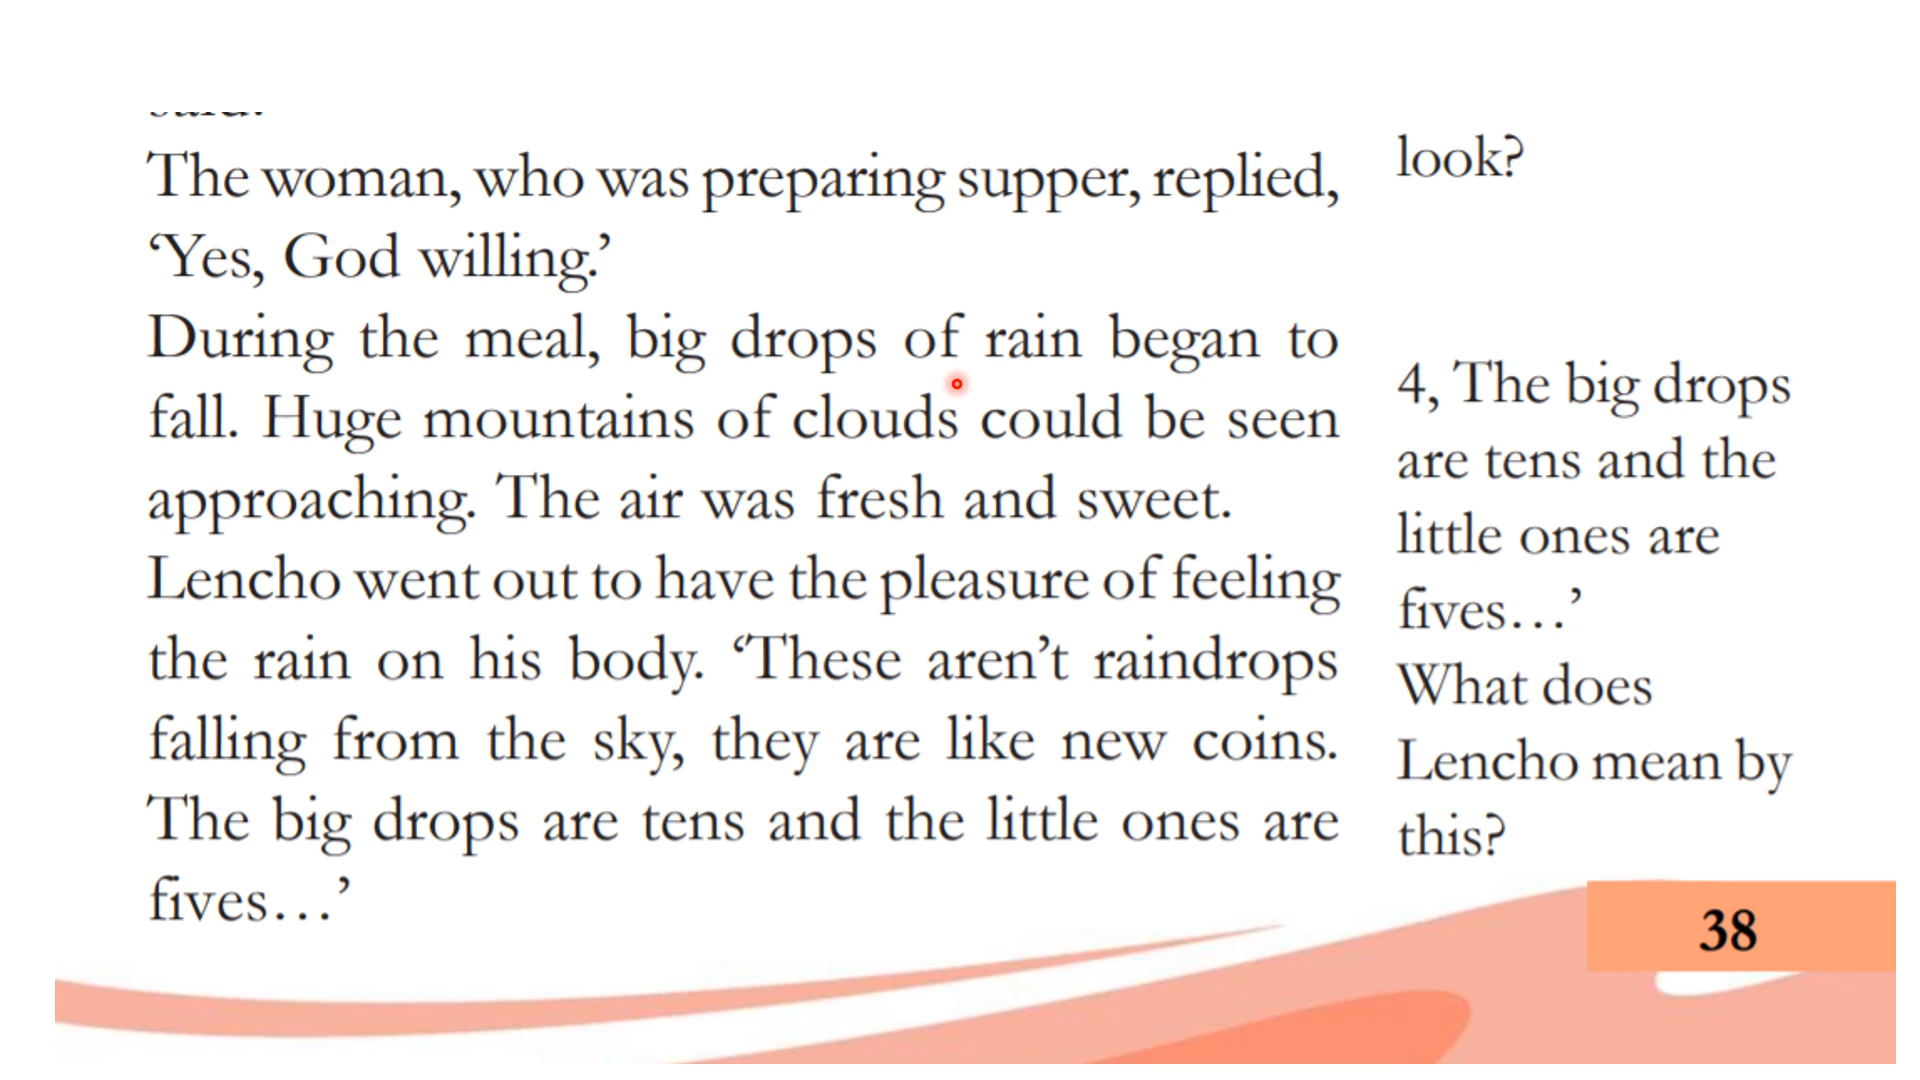 The woman, who was preparing supper, replied,
‘Yes, God willing.’
During the meal, big drops of rain began to
fall. Huge mountains of clouds could be seen
approaching. The air was fresh and sweet.
Lencho went out to have the pleasure of feeling
the rain on his body. ‘These aren’t raindrops
falling from the sky, they are like new coins.
The big drops are tens and the little ones are
fives…’
look?
4, The big drops
are tens and the
little ones are
fives…’
What does
Lencho mean by
this?
38